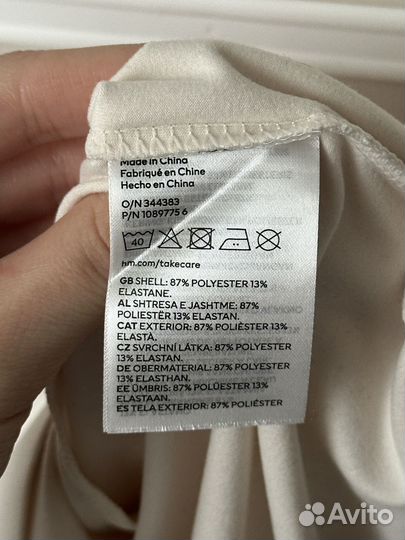 Made in China
Fabriqué en Chine
Hecho en China
O/N 344383
P/N 1089775 6
40
hm.com/takecare
GB SHELL: 87% POLYESTER 13%
ELASTANE.
AL SHTRESA E JASHTME: 87%
POLIESTËR 13% ELASTAN.
CAT EXTERIOR: 87% POLIÈSTER 13%
ELASTÀ.
CZ SVRCHNÍ LÁTKA: 87% POLYESTER
13% ELASTAN.
DE OBERMATERIAL: 87% POLYESTER
13% ELASTHAN.
EE ÜMBRIS: 87% POLÜESTER 13%
ELASTAAN.
ES TELA EXTERIOR: 87% POLIÉSTER
Avito